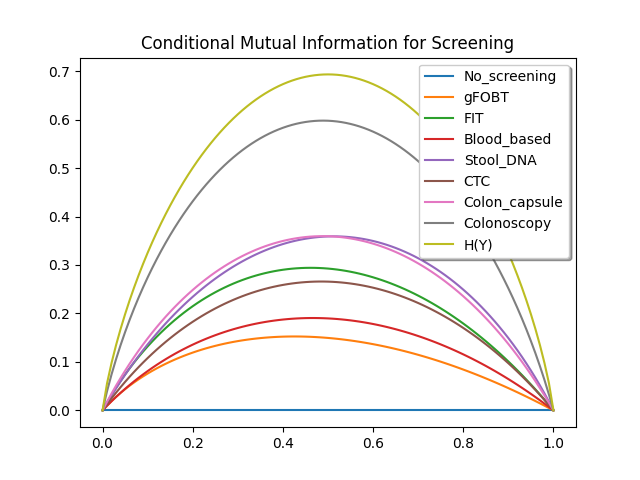 Conditional Mutual Information for Screening
0.7
0.6
0.5
0.4
0.3
0.2
0.1
0.0
No_screening
gFOBT
FIT
Blood_based
Stool_DNA
CTC
Colon_capsule
Colonoscopy
H(Y)
0.0 0.2 0.4 0.6 0.8 1.0